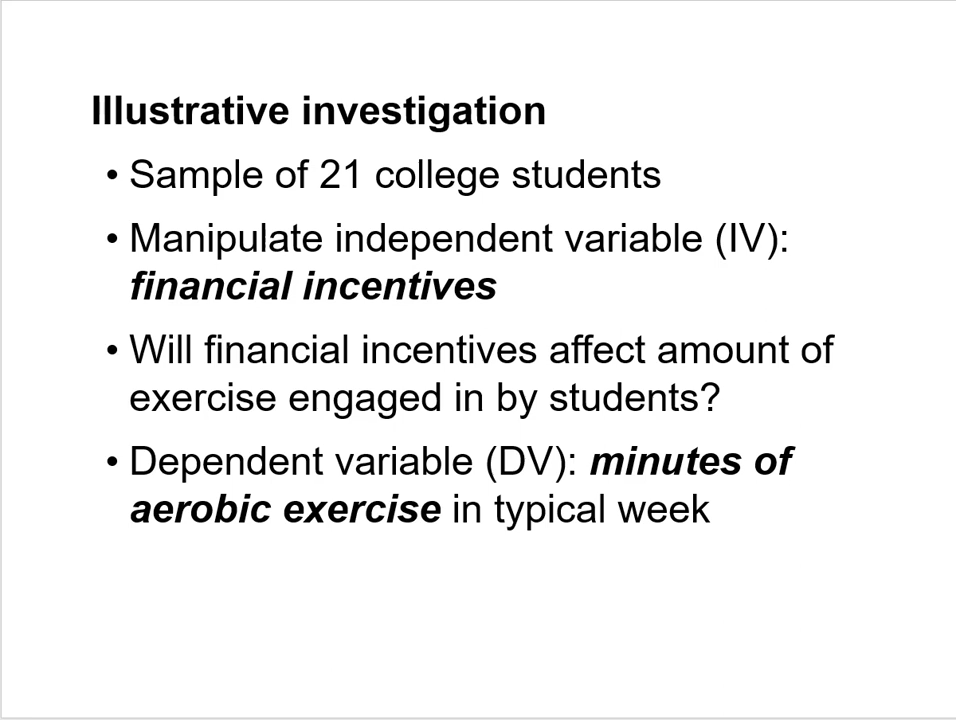 Illustrative investigation
• Sample of 21 college students
• Manipulate independent variable (IV):
financial incentives
• Will financial incentives affect amount of
exercise engaged in by students?
• Dependent variable (DV): minutes of
aerobic exercise in typical week